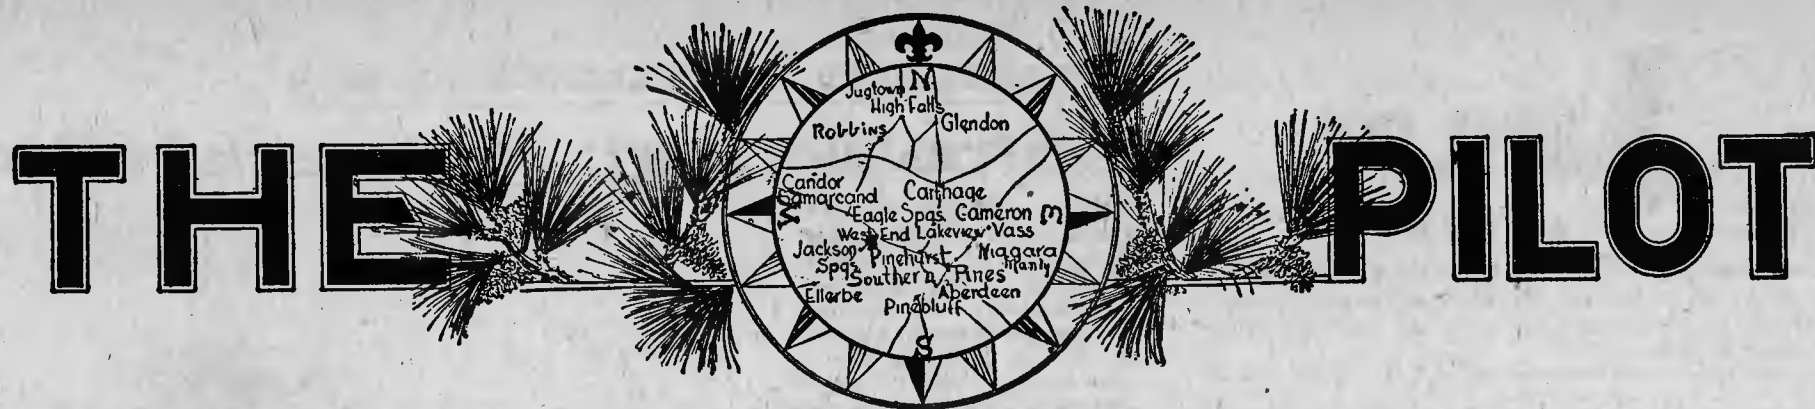 THE PILOT
N
Jugtown
High Falls
Robbins Glendon
Candor
Samarcand Carthage
W Eagle Spgs. Cameron E
West End Lakeview Vass
Jackson Spgs. Pinehurst Niagara
Manly
Southern Pines
Ellerbe Aberdeen
Pinebluff
S